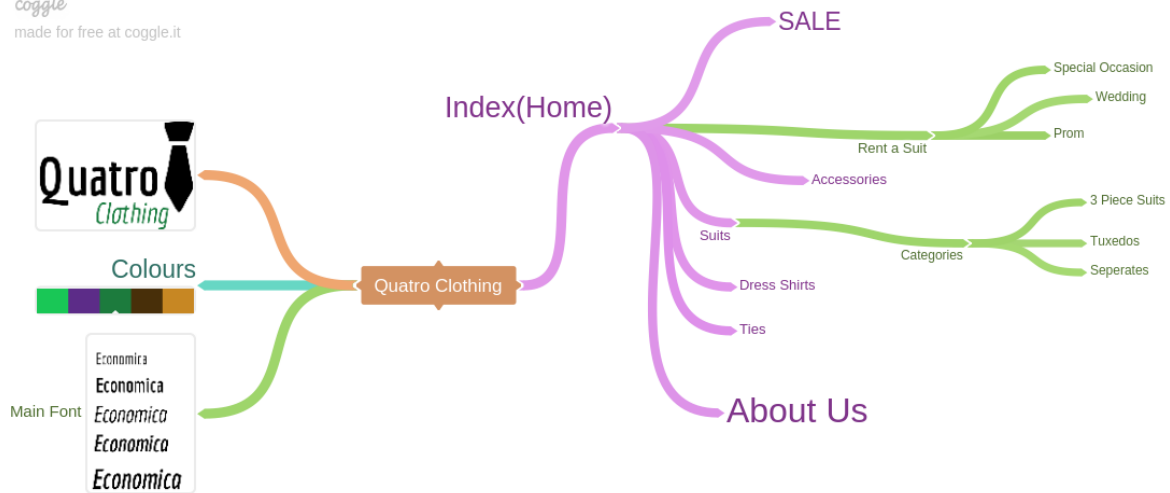 coggle
made for free at coggle.it
Quatro
Clothing
Colours
Main Font
Economica
Economica
Economica
Economica
Economica
Quatro Clothing
Index(Home)
SALE
Rent a Suit
Special Occasion
Wedding
Prom
Accessories
Suits
Categories
3 Piece Suits
Tuxedos
Seperates
Dress Shirts
Ties
About Us